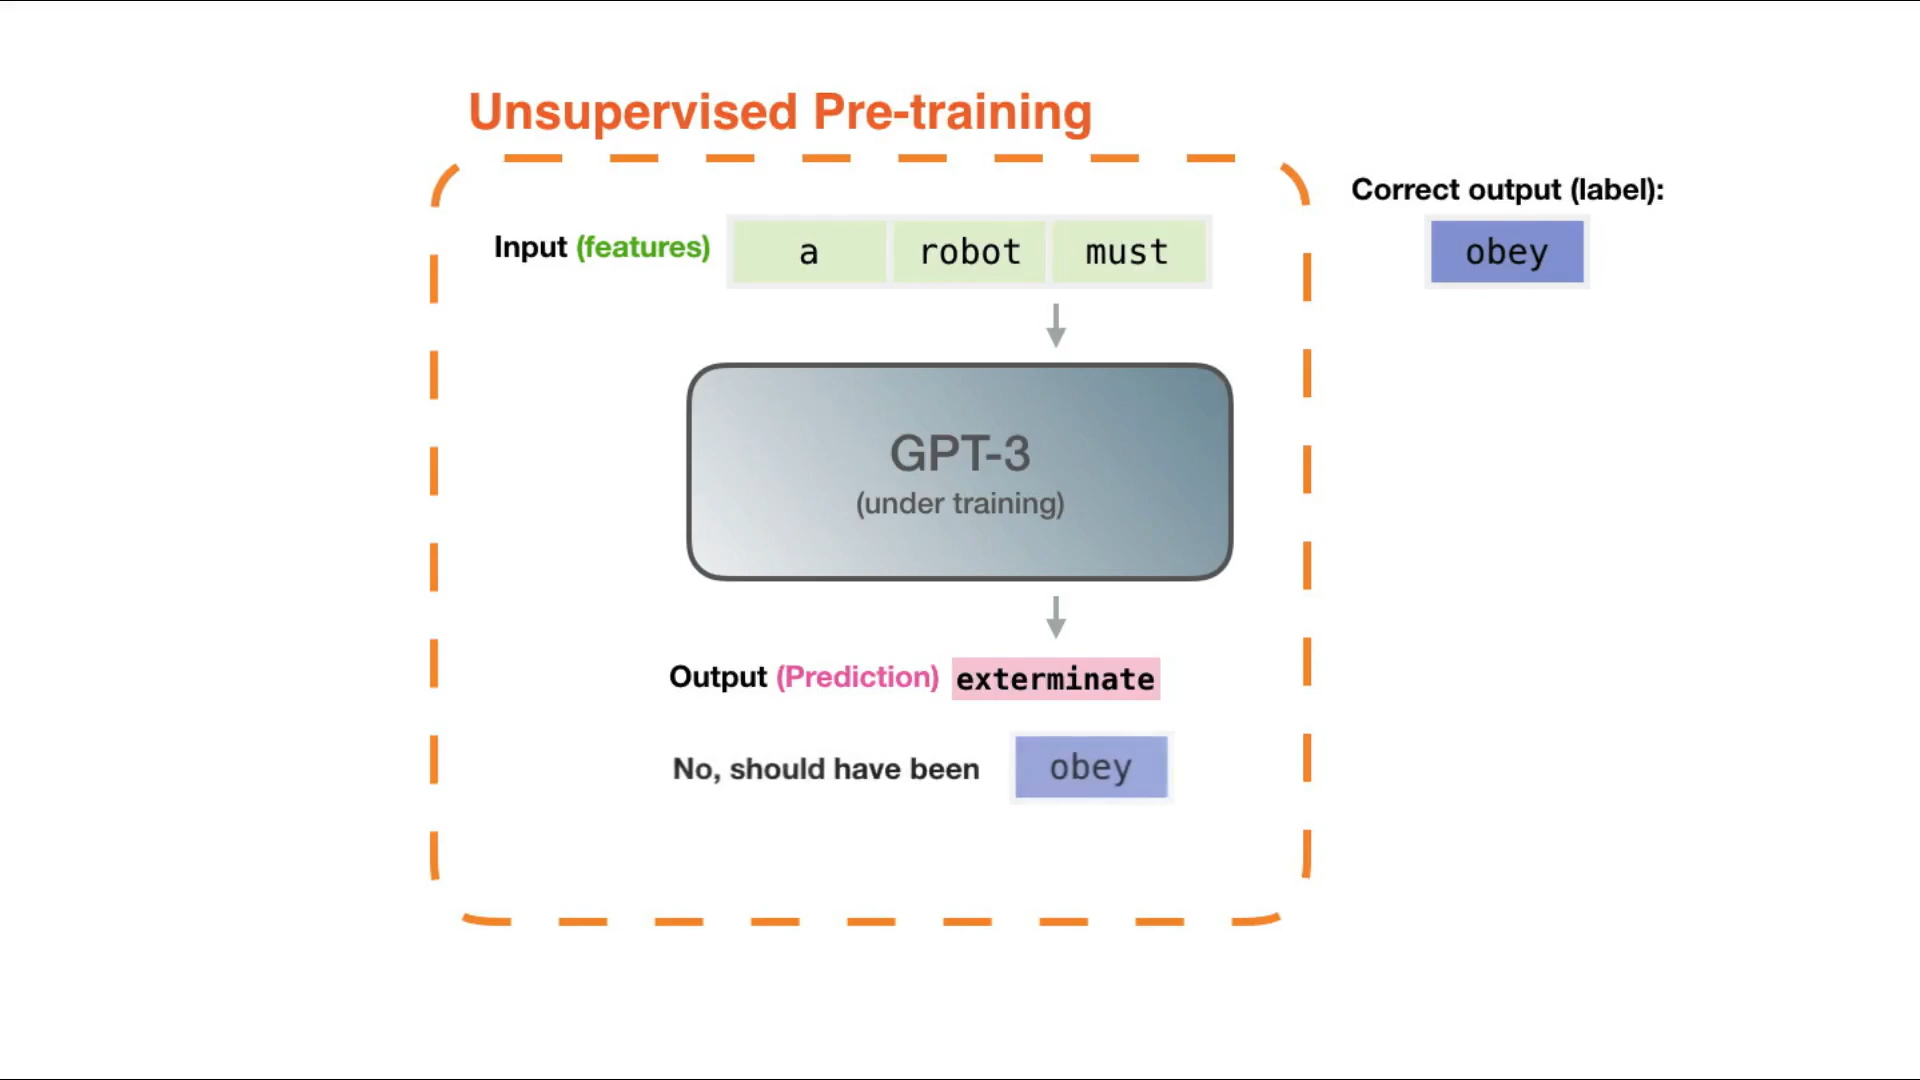 Unsupervised Pre-training
Correct output (label):
Input (features) a robot must
obey
GPT-3
(under training)
Output (Prediction) exterminate
No, should have been obey